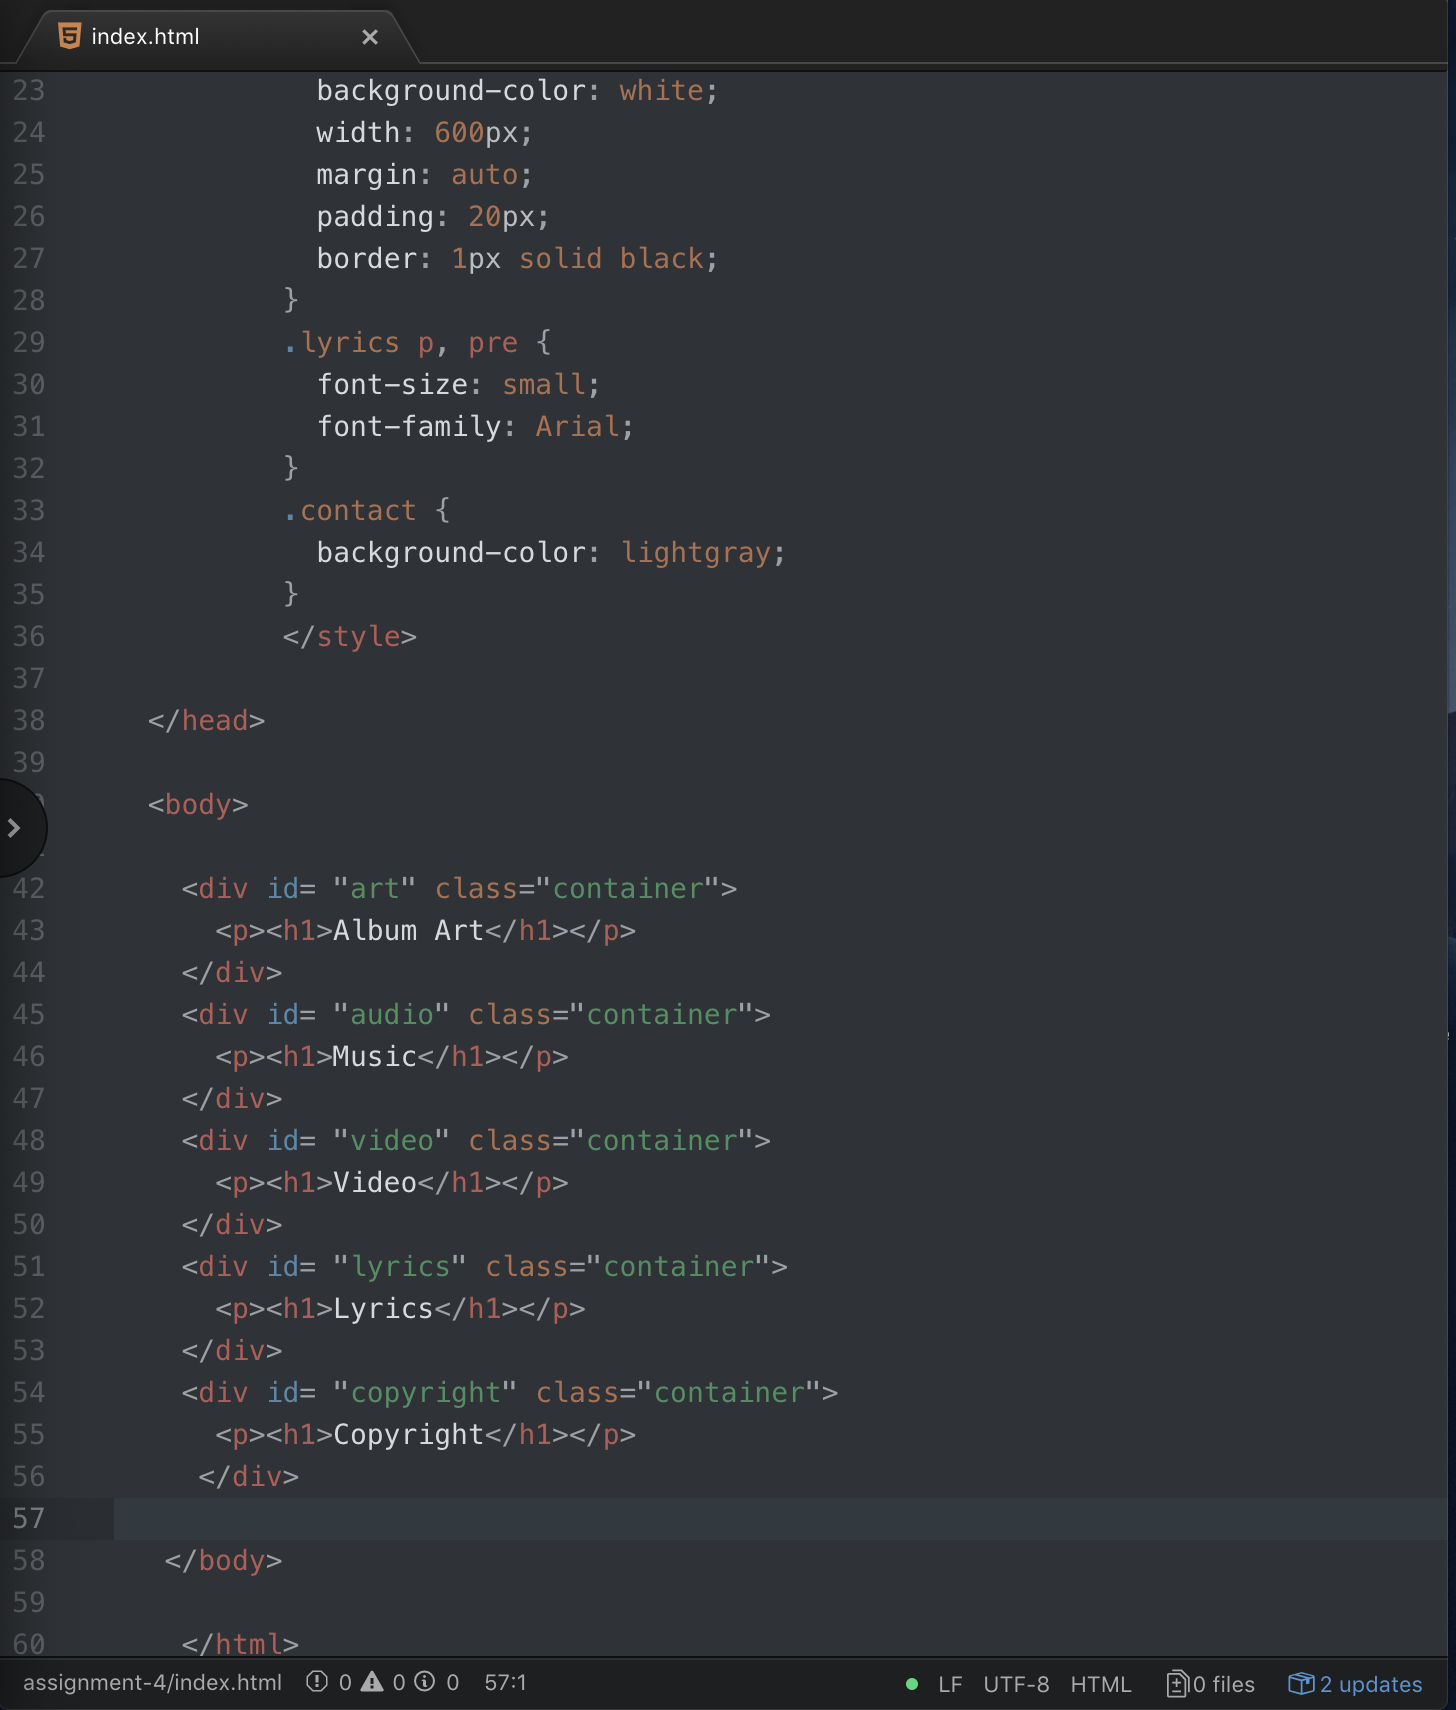 index.html
23 background-color: white;
24 width: 600px;
25 margin: auto;
26 padding: 20px;
27 border: 1px solid black;
28 }
29 .lyrics p, pre {
30 font-size: small;
31 font-family: Arial;
32 }
33 .contact {
34 background-color: lightgray;
35 }
36 </style>
37
38 </head>
39
<body>
42 <div id= "art" class="container">
43 <p><h1>Album Art</h1></p>
44 </div>
45 <div id= "audio" class="container">
46 <p><h1>Music</h1></p>
47 </div>
48 <div id= "video" class="container">
49 <p><h1>Video</h1></p>
50 </div>
51 <div id= "lyrics" class="container">
52 <p><h1>Lyrics</h1></p>
53 </div>
54 <div id= "copyright" class="container">
55 <p><h1>Copyright</h1></p>
56 </div>
57
58 </body>
59
60 </html>
assignment-4/index.html 0 0 0 57:1 LF UTF-8 HTML 0 files 2 updates